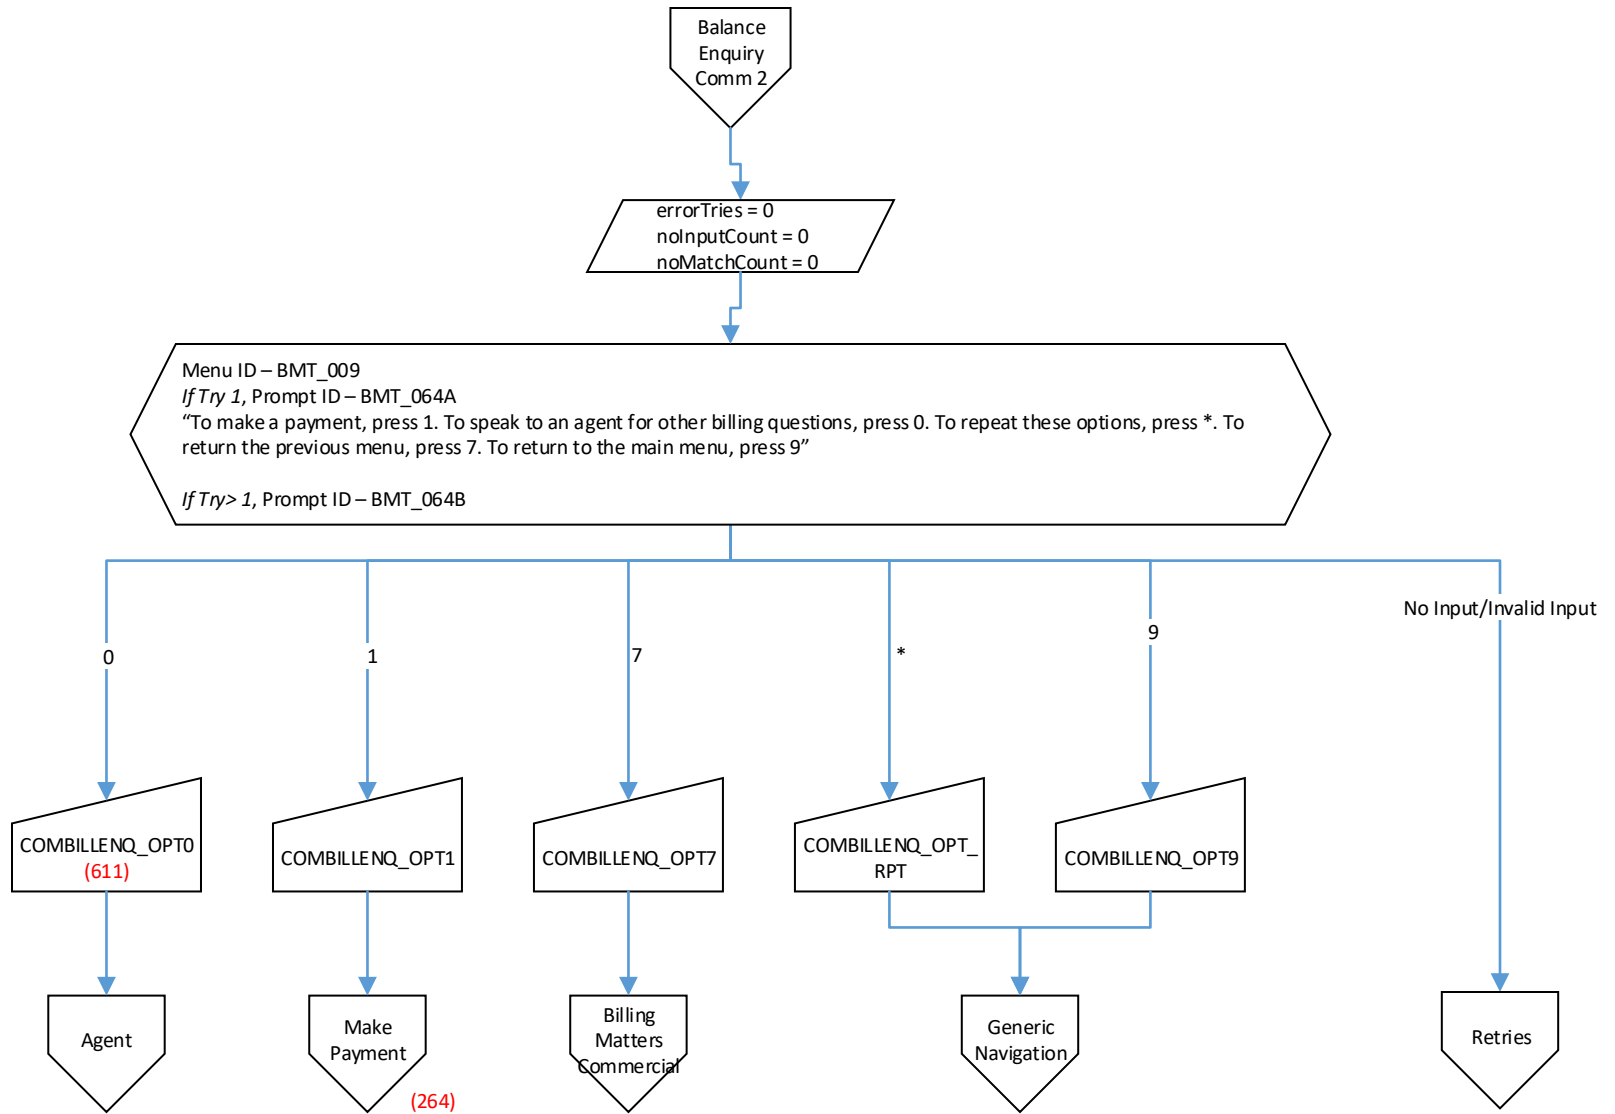 Balance
Enquiry
Comm 2
errorTries = 0
noInputCount = 0
noMatchCount = 0
Menu ID – BMT_009
If Try 1, Prompt ID – BMT_064A
“To make a payment, press 1. To speak to an agent for other billing questions, press 0. To repeat these options, press *. To
return the previous menu, press 7. To return to the main menu, press 9”
If Try> 1, Prompt ID – BMT_064B
No Input/Invalid Input
0
1
7
*
9
COMBILLENQ_OPT0
(611)
COMBILLENQ_OPT1
COMBILLENQ_OPT7
COMBILLENQ_OPT_
RPT
COMBILLENQ_OPT9
Agent
Make
Payment
(264)
Billing
Matters
Commercial
Generic
Navigation
Retries